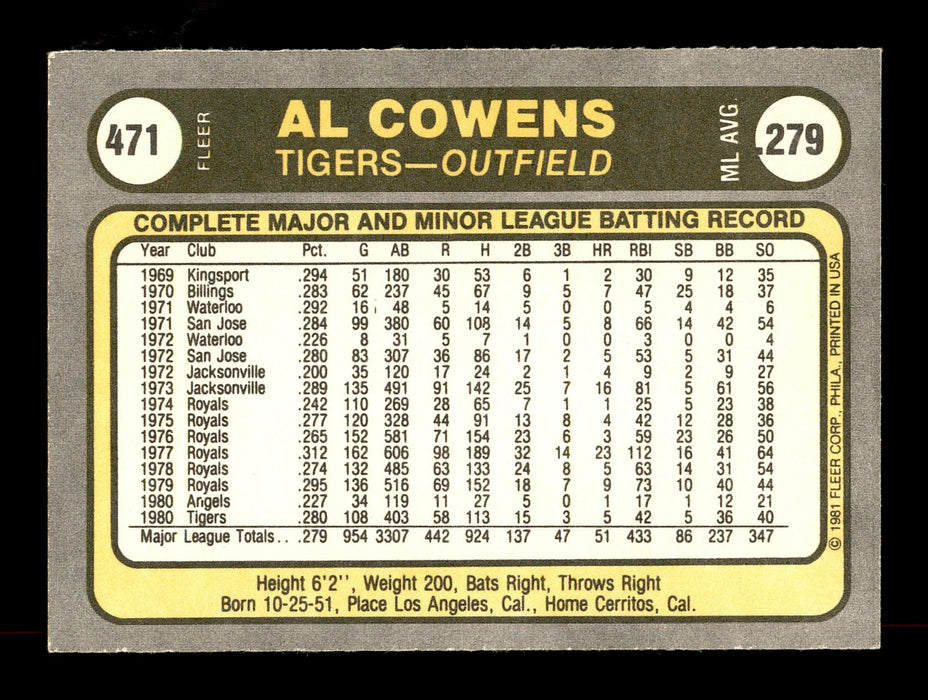 471 FLEER AL COWENS ML AVG .279
TIGERS—OUTFIELD
COMPLETE MAJOR AND MINOR LEAGUE BATTING RECORD
Year Club Pct. G AB R H 2B 3B HR RBI SB BB SO
1969 Kingsport .294 51 180 30 53 6 1 2 30 9 12 35
1970 Billings .283 62 237 45 67 9 5 7 47 25 18 37
1971 Waterloo .292 16 48 5 14 5 0 0 5 4 4 6
1971 San Jose .284 99 380 60 108 14 5 8 66 14 42 54
1972 Waterloo .226 8 31 5 7 1 0 0 3 0 0 4
1972 San Jose .280 83 307 36 86 17 2 5 53 5 31 44
1972 Jacksonville .200 35 120 17 24 2 1 4 9 2 9 27
1973 Jacksonville .289 135 491 91 142 25 7 16 81 5 61 56
1974 Royals .242 110 269 28 65 7 1 1 25 5 23 38
1975 Royals .277 120 328 44 91 13 8 4 42 12 28 36
1976 Royals .265 152 581 71 154 23 6 3 59 23 26 50
1977 Royals .312 162 606 98 189 32 14 23 112 16 41 64
1978 Royals .274 132 485 63 133 24 8 5 63 14 31 54
1979 Royals .295 136 516 69 152 18 7 9 73 10 40 44
1980 Angels .227 34 119 11 27 5 0 1 17 1 12 21
1980 Tigers .280 108 403 58 113 15 3 5 42 5 36 40
Major League Totals. . .279 954 3307 442 924 137 47 51 433 86 237 347
© 1981 FLEER CORP., PHILA., PRINTED IN USA
Height 6'2'', Weight 200, Bats Right, Throws Right
Born 10-25-51, Place Los Angeles, Cal., Home Cerritos, Cal.